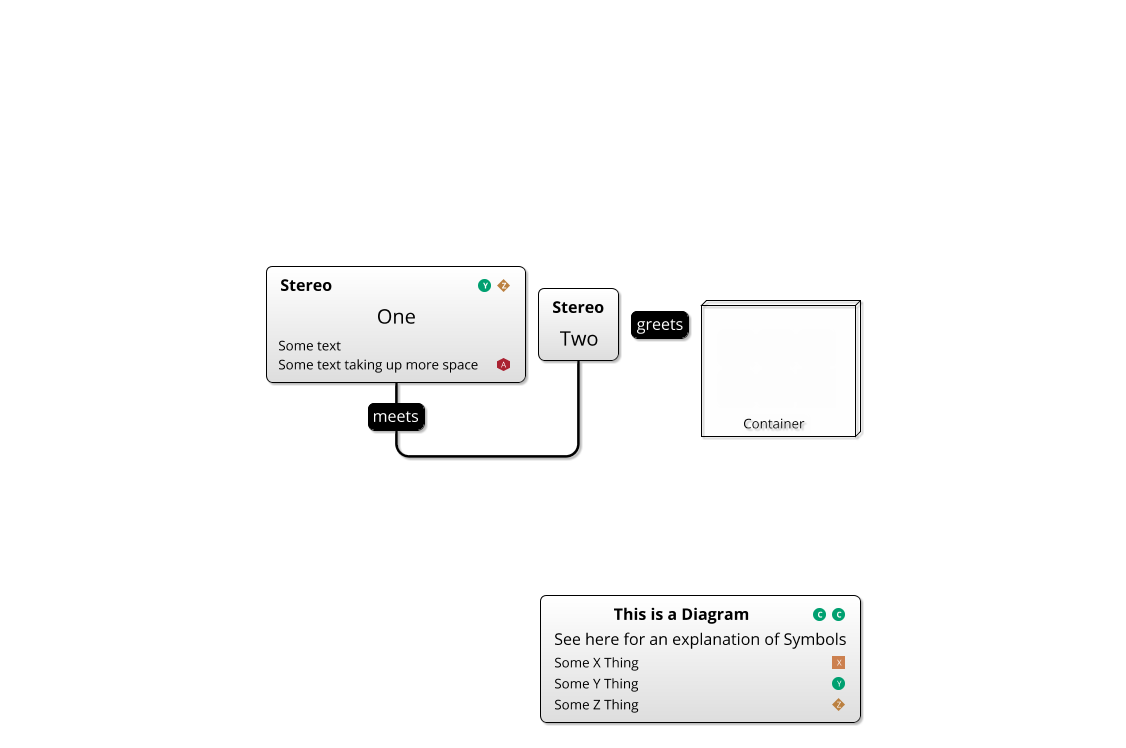 Stereo Y Z
One
Some text
Some text taking up more space A
meets
Stereo
Two
greets
Container
This is a Diagram C C
See here for an explanation of Symbols
Some X Thing X
Some Y Thing Y
Some Z Thing Z